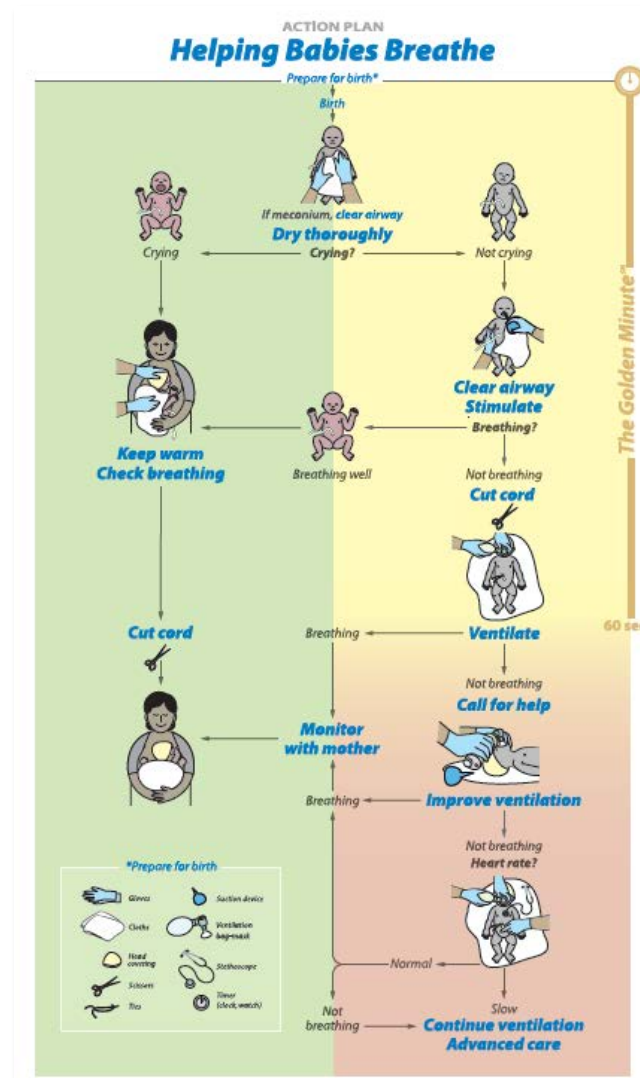 ACTION PLAN
Helping Babies Breathe
Prepare for birth*
Birth
If meconium, clear airway
Dry thoroughly
Crying
Crying?
Not crying
The Golden Minute℠
Clear airway
Stimulate
Breathing?
Keep warm
Check breathing
Breathing well
Not breathing
Cut cord
Cut cord
Breathing
Ventilate
60 sec
Not breathing
Call for help
Monitor
with mother
Breathing
Improve ventilation
Not breathing
Heart rate?
*Prepare for birth
Gloves
Suction device
Cloths
Ventilation
bag-mask
Head
covering
Stethoscope
Scissors
Ties
Timer
(clock, watch)
Normal
Slow
Not
breathing
Continue ventilation
Advanced care